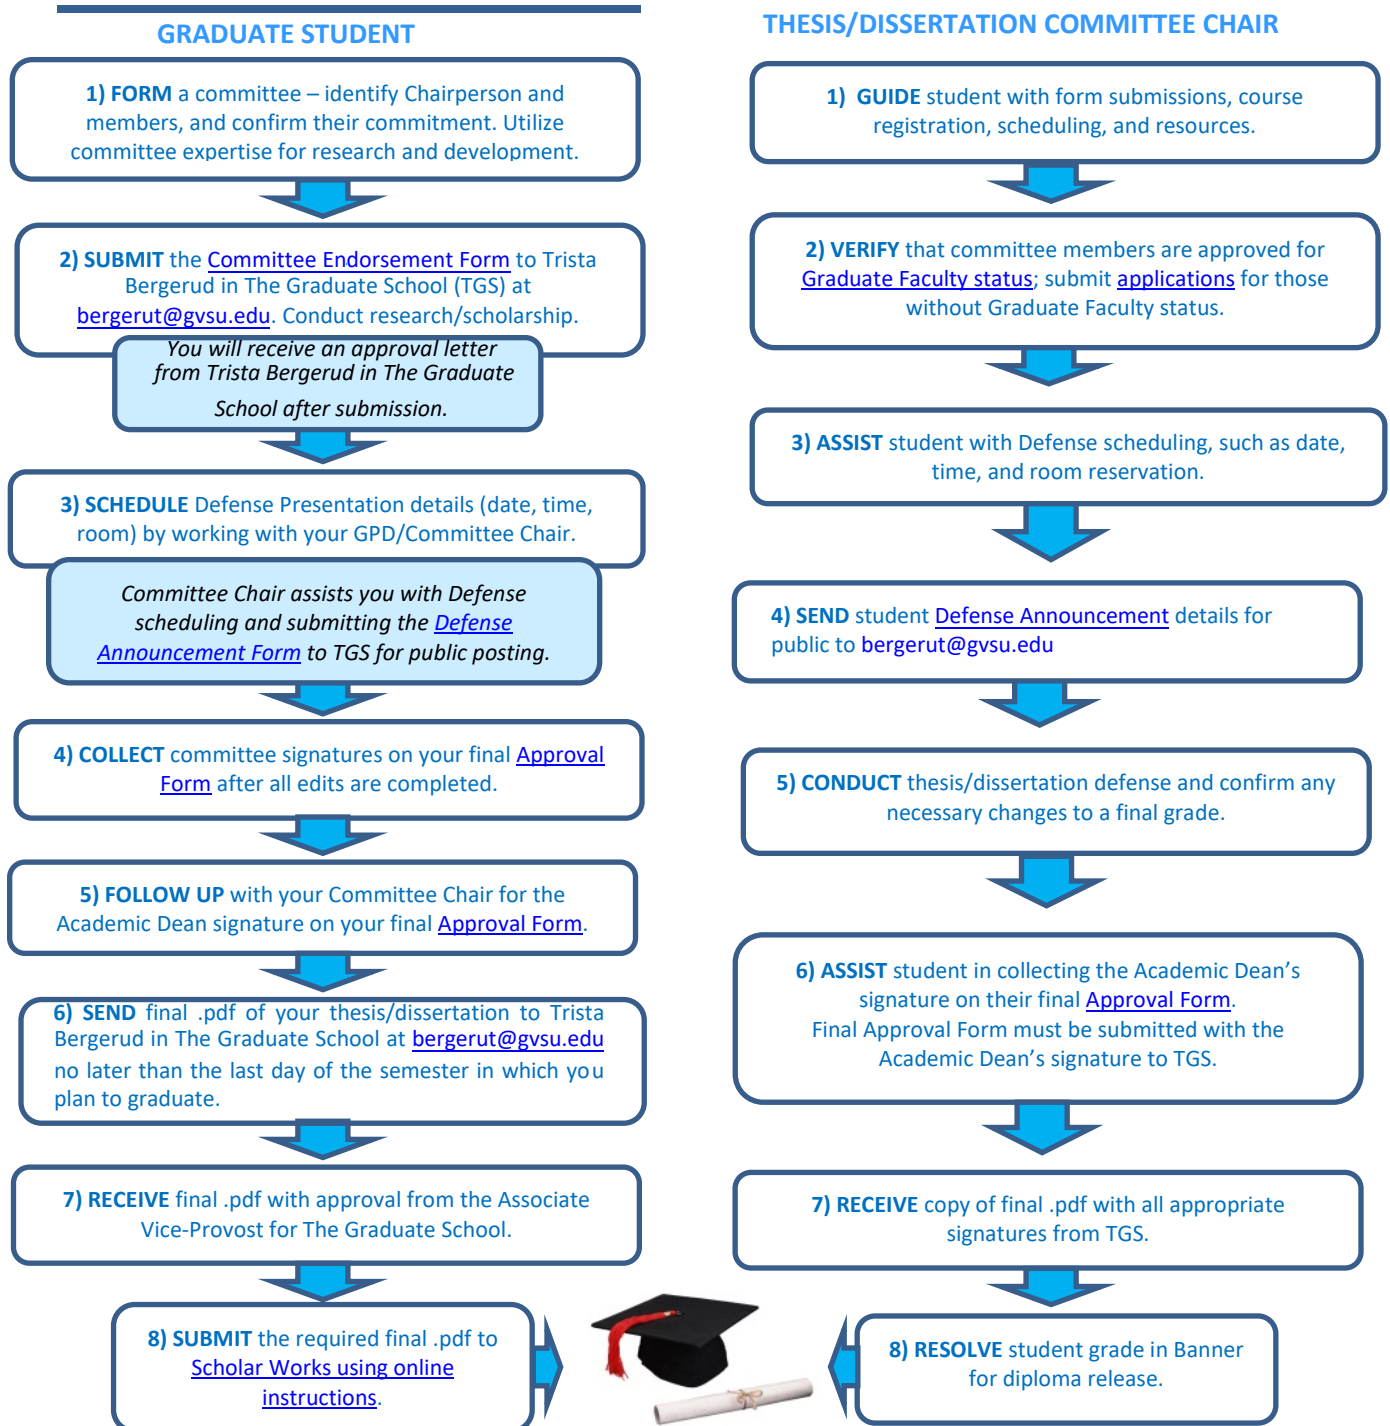 GRADUATE STUDENT
1) FORM a committee – identify Chairperson and
members, and confirm their commitment. Utilize
committee expertise for research and development.
2) SUBMIT the Committee Endorsement Form to Trista
Bergerud in The Graduate School (TGS) at
bergerut@gvsu.edu. Conduct research/scholarship.
You will receive an approval letter
from Trista Bergerud in The Graduate
School after submission.
3) SCHEDULE Defense Presentation details (date, time,
room) by working with your GPD/Committee Chair.
Committee Chair assists you with Defense
scheduling and submitting the Defense
Announcement Form to TGS for public posting.
4) COLLECT committee signatures on your final Approval
Form after all edits are completed.
5) FOLLOW UP with your Committee Chair for the
Academic Dean signature on your final Approval Form.
6) SEND final .pdf of your thesis/dissertation to Trista
Bergerud in The Graduate School at bergerut@gvsu.edu
no later than the last day of the semester in which you
plan to graduate.
7) RECEIVE final .pdf with approval from the Associate
Vice-Provost for The Graduate School.
8) SUBMIT the required final .pdf to
Scholar Works using online
instructions.
THESIS/DISSERTATION COMMITTEE CHAIR
1) GUIDE student with form submissions, course
registration, scheduling, and resources.
2) VERIFY that committee members are approved for
Graduate Faculty status; submit applications for those
without Graduate Faculty status.
3) ASSIST student with Defense scheduling, such as date,
time, and room reservation.
4) SEND student Defense Announcement details for
public to bergerut@gvsu.edu
5) CONDUCT thesis/dissertation defense and confirm any
necessary changes to a final grade.
6) ASSIST student in collecting the Academic Dean’s
signature on their final Approval Form.
Final Approval Form must be submitted with the
Academic Dean’s signature to TGS.
7) RECEIVE copy of final .pdf with all appropriate
signatures from TGS.
8) RESOLVE student grade in Banner
for diploma release.